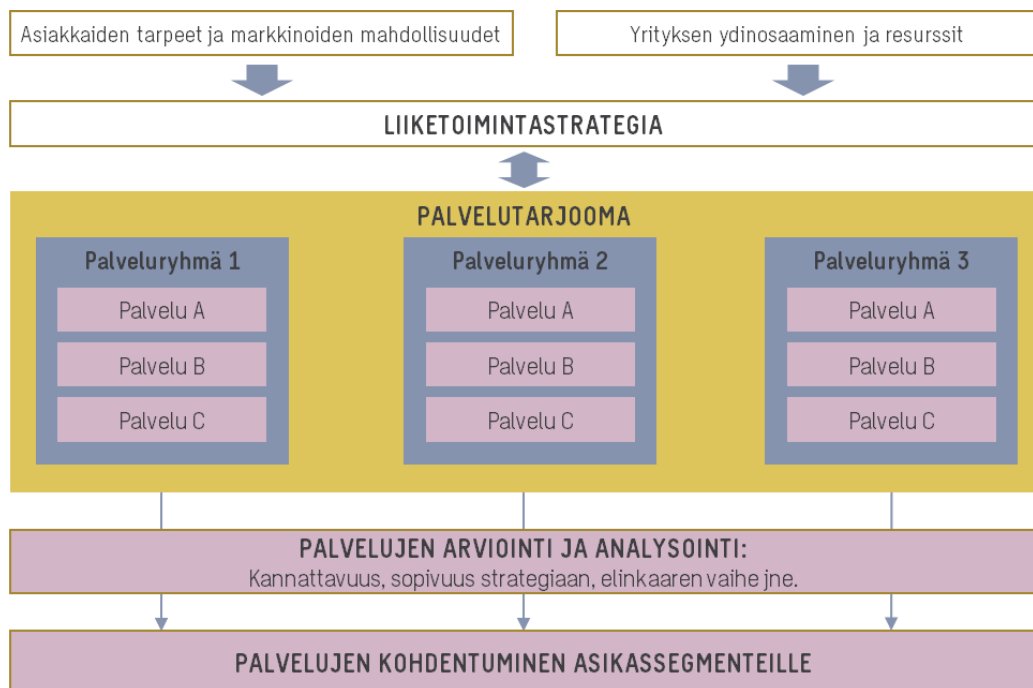 Asiakkaiden tarpeet ja markkinoiden mahdollisuudet
Yrityksen ydinosaaminen ja resurssit
LIIKETOIMINTASTRATEGIA
PALVELUTARJOOMA
Palveluryhmä 1
Palvelu A
Palvelu B
Palvelu C
Palveluryhmä 2
Palvelu A
Palvelu B
Palvelu C
Palveluryhmä 3
Palvelu A
Palvelu B
Palvelu C
PALVELUJEN ARVIOINTI JA ANALYSOINTI:
Kannattavuus, sopivuus strategiaan, elinkaaren vaihe jne.
PALVELUJEN KOHDENTUMINEN ASIKASSEGMENTEILLE